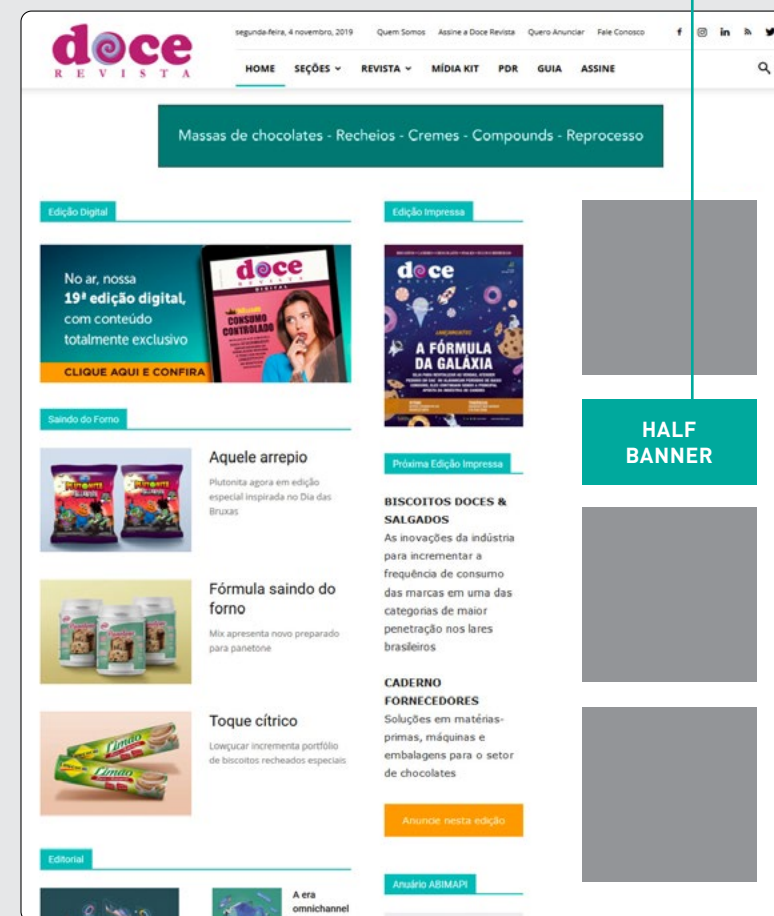 doce
REVISTA
segunda-feira, 4 novembro, 2019
Quem Somos
Assine a Doce Revista
Quero Anunciar
Fale Conosco
HOME
SEÇÕES
REVISTA
MÍDIA KIT
PDR
GUIA
ASSINE
Massas de chocolates - Recheios - Cremes - Compounds - Reprocesso
Edição Digital
No ar, nossa
19ª edição digital,
com conteúdo
totalmente exclusivo
CLIQUE AQUI E CONFIRA
doce
REVISTA
DIGITAL
CONSUMO
CONTROLADO
Saindo do Forno
Aquele arrepio
Plutonita agora em edição
especial inspirada no Dia das
Bruxas
Fórmula saindo do
forno
Mix apresenta novo preparado
para panetone
Toque cítrico
Lowçucar incrementa portfólio
de biscoitos recheados especiais
Limão
Limão
Editorial
A era
omnichannel
Edição Impressa
doce
REVISTA
LANÇAMENTOS
A FÓRMULA
DA GALÁXIA
Próxima Edição Impressa
BISCOITOS DOCES &
SALGADOS
As inovações da indústria
para incrementar a
frequência de consumo
das marcas em uma das
categorias de maior
penetração nos lares
brasileiros
CADERNO
FORNECEDORES
Soluções em matérias-
primas, máquinas e
embalagens para o setor
de chocolates
Anuncie nesta edição
Anuário ABIMAPI
HALF
BANNER